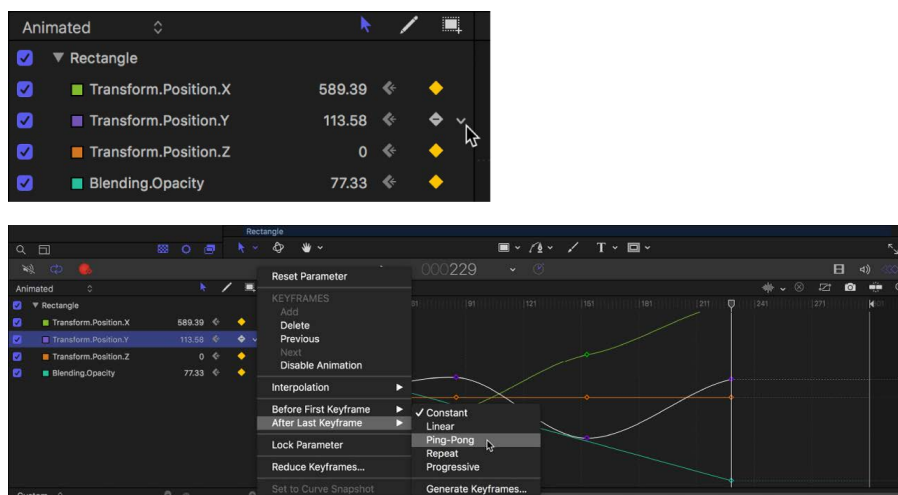 Animated
Rectangle
Transform.Position.X 589.39
Transform.Position.Y 113.58
Transform.Position.Z 0
Blending.Opacity 77.33
Rectangle
T
000229
Animated
Rectangle
Transform.Position.X 589.39
Transform.Position.Y 113.58
Transform.Position.Z 0
Blending.Opacity 77.33
91 121 151 181 211 241 271
Reset Parameter
KEYFRAMES
Add
Delete
Previous
Next
Disable Animation
Interpolation
Before First Keyframe
After Last Keyframe
Lock Parameter
Reduce Keyframes...
Set to Curve Snapshot
Constant
Linear
Ping-Pong
Repeat
Progressive
Generate Keyframes...